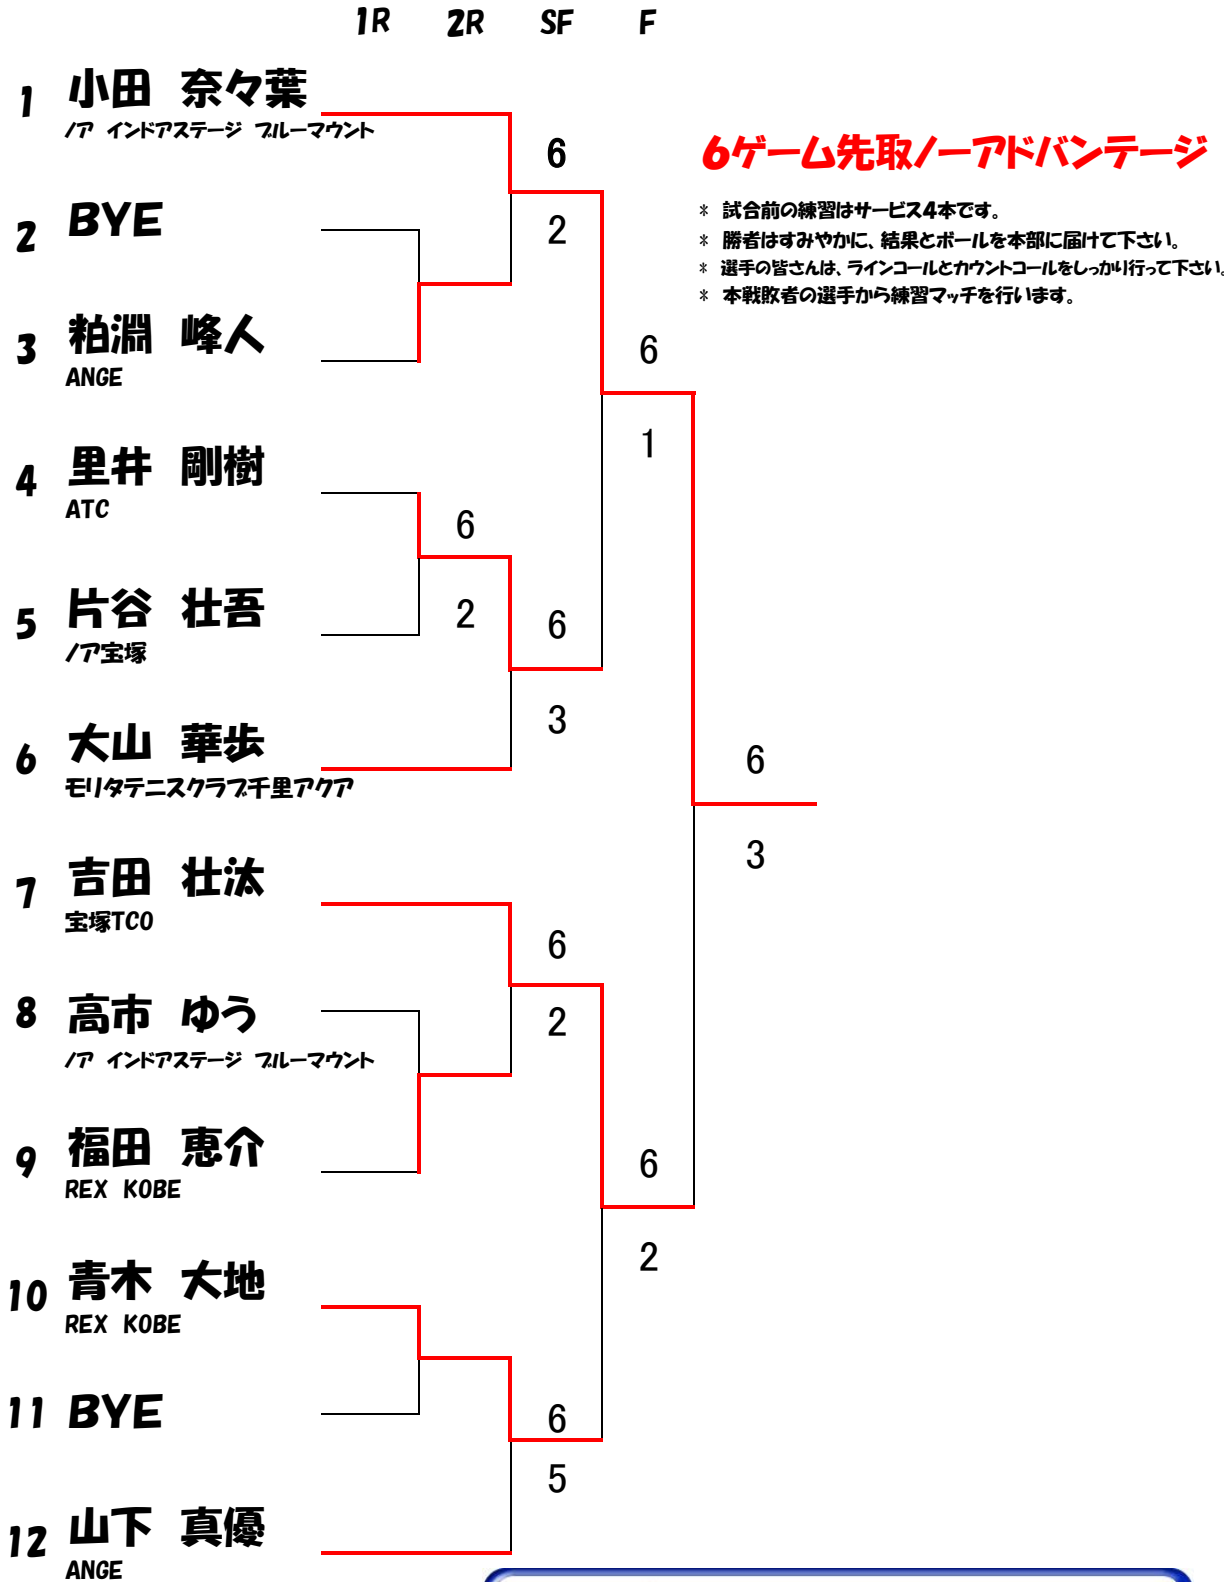 1R 2R SF F
1 小田 奈々葉
ノア インドアステージ ブルーマウント
6
6ゲーム先取ノーアドバンテージ
2 BYE
2
* 試合前の練習はサービス4本です。
* 勝者はすみやかに、結果とボールを本部に届けて下さい。
* 選手の皆さんは、ラインコールとカウントコールをしっかり行って下さい。
* 本戦敗者の選手から練習マッチを行います。
3 粕淵 峰人
ANGE
6
1
4 里井 剛樹
ATC
6
5 片谷 壮吾
ノア宝塚
2
6
3
6 大山 華歩
モリタテニスクラブ千里アクア
6
3
7 吉田 壮汰
宝塚TCO
6
8 高市 ゆう
ノア インドアステージ ブルーマウント
2
9 福田 恵介
REX KOBE
6
2
10 青木 大地
REX KOBE
11 BYE
6
5
12 山下 真優
ANGE